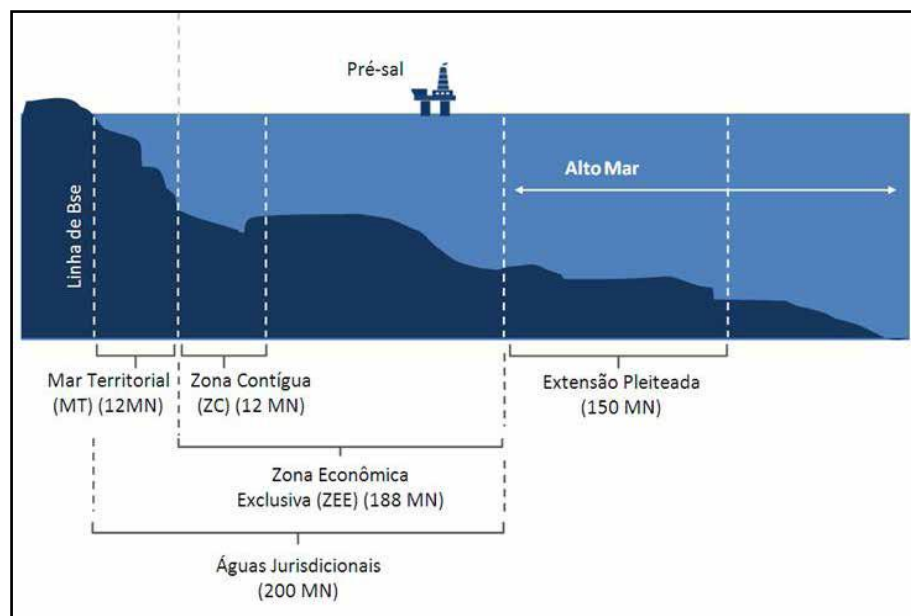 Pré-sal
Alto Mar
Linha de Bse
Mar Territorial
(MT) (12MN)
Zona Contígua
(ZC) (12 MN)
Extensão Pleiteada
(150 MN)
Zona Econômica
Exclusiva (ZEE) (188 MN)
Águas Jurisdicionais
(200 MN)